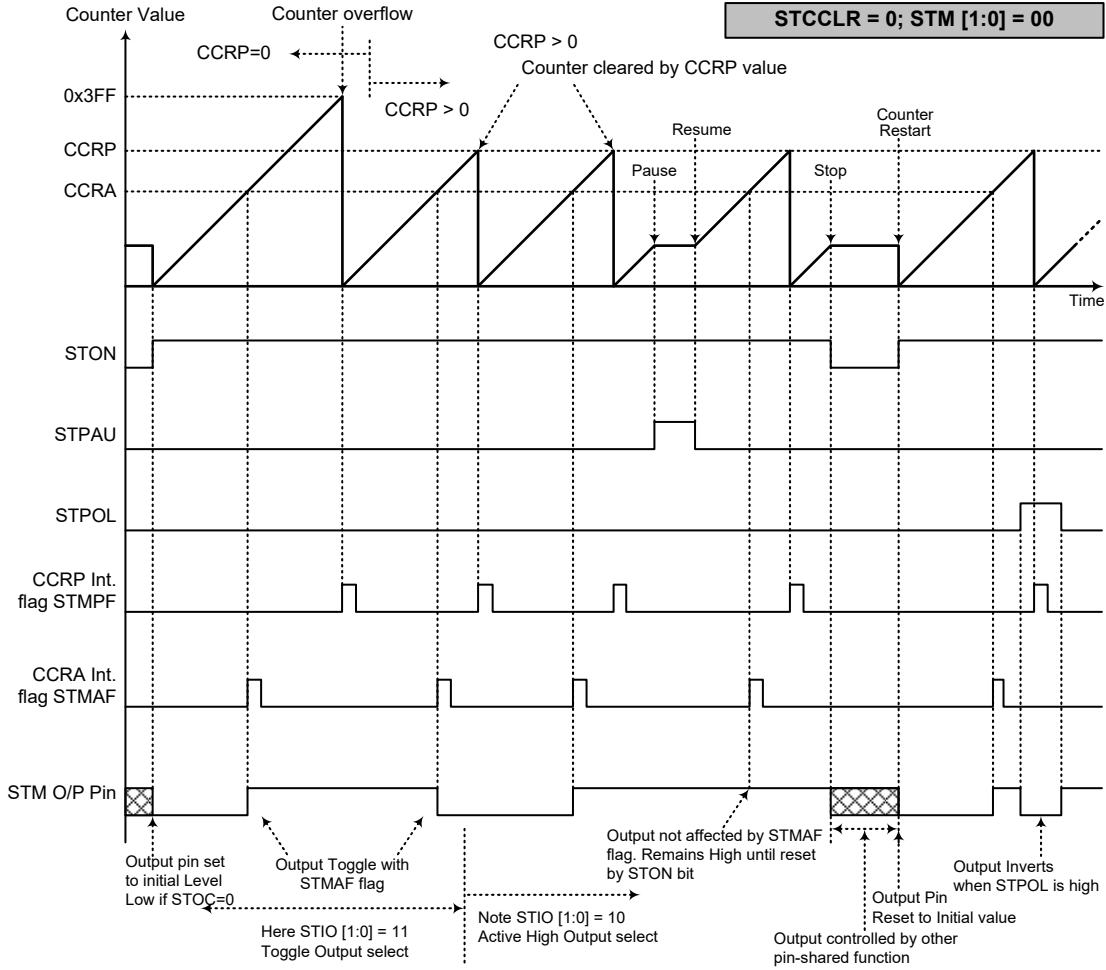 Counter Value
Counter overflow
STCCLR = 0; STM [1:0] = 00
CCRP=0
CCRP > 0
CCRP > 0
Counter cleared by CCRP value
0x3FF
CCRP
CCRA
Pause
Resume
Stop
Counter
Restart
Time
STON
STPAU
STPOL
CCRP Int.
flag STMPF
CCRA Int.
flag STMAF
STM O/P Pin
Output pin set
to initial Level
Low if STOC=0
Output Toggle with
STMAF flag
Here STIO [1:0] = 11
Toggle Output select
Note STIO [1:0] = 10
Active High Output select
Output not affected by STMAF
flag. Remains High until reset
by STON bit
Output controlled by other
pin-shared function
Output Pin
Reset to Initial value
Output Inverts
when STPOL is high